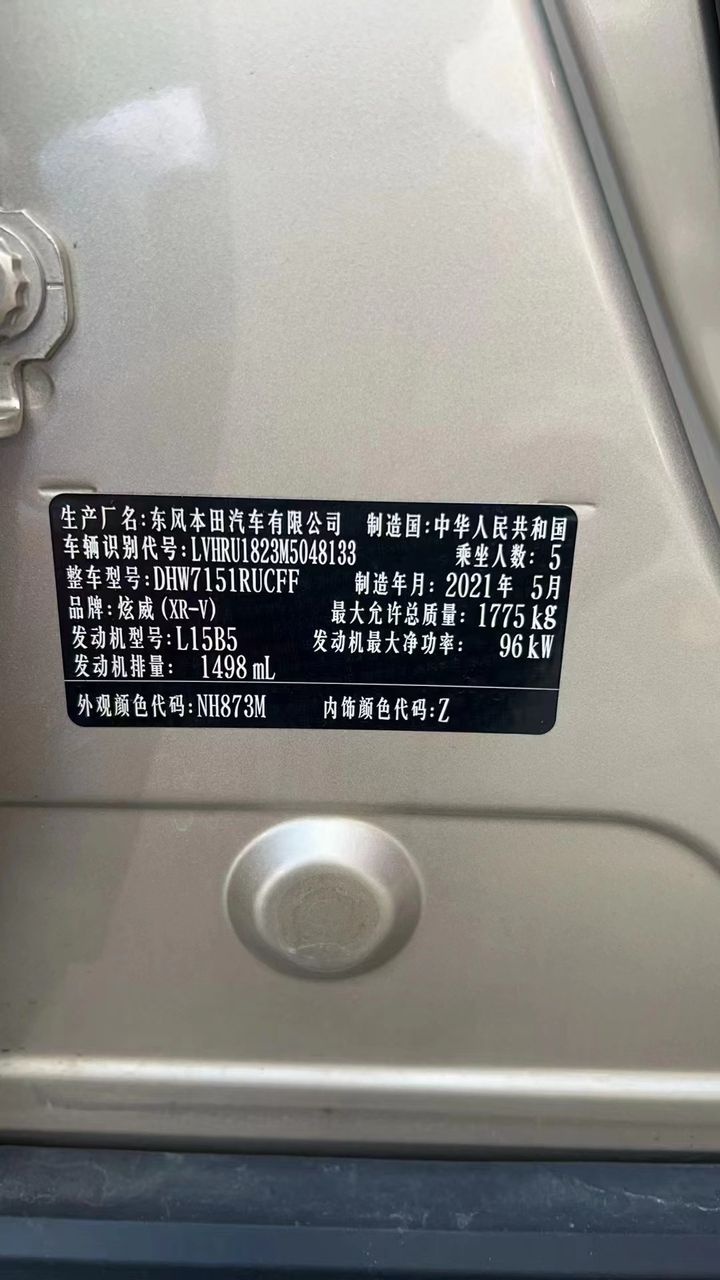 生产厂名:东风本田汽车有限公司 制造国:中华人民共和国
车辆识别代号:LVHRU1823M5048133 乘坐人数: 5
整车型号:DHW7151RUCFF 制造年月: 2021年 5月
品牌:炫威(XR-V) 最大允许总质量: 1775kg
发动机型号:L15B5 发动机最大净功率: 96kW
发动机排量: 1498mL
外观颜色代码:NH873M 内饰颜色代码:Z